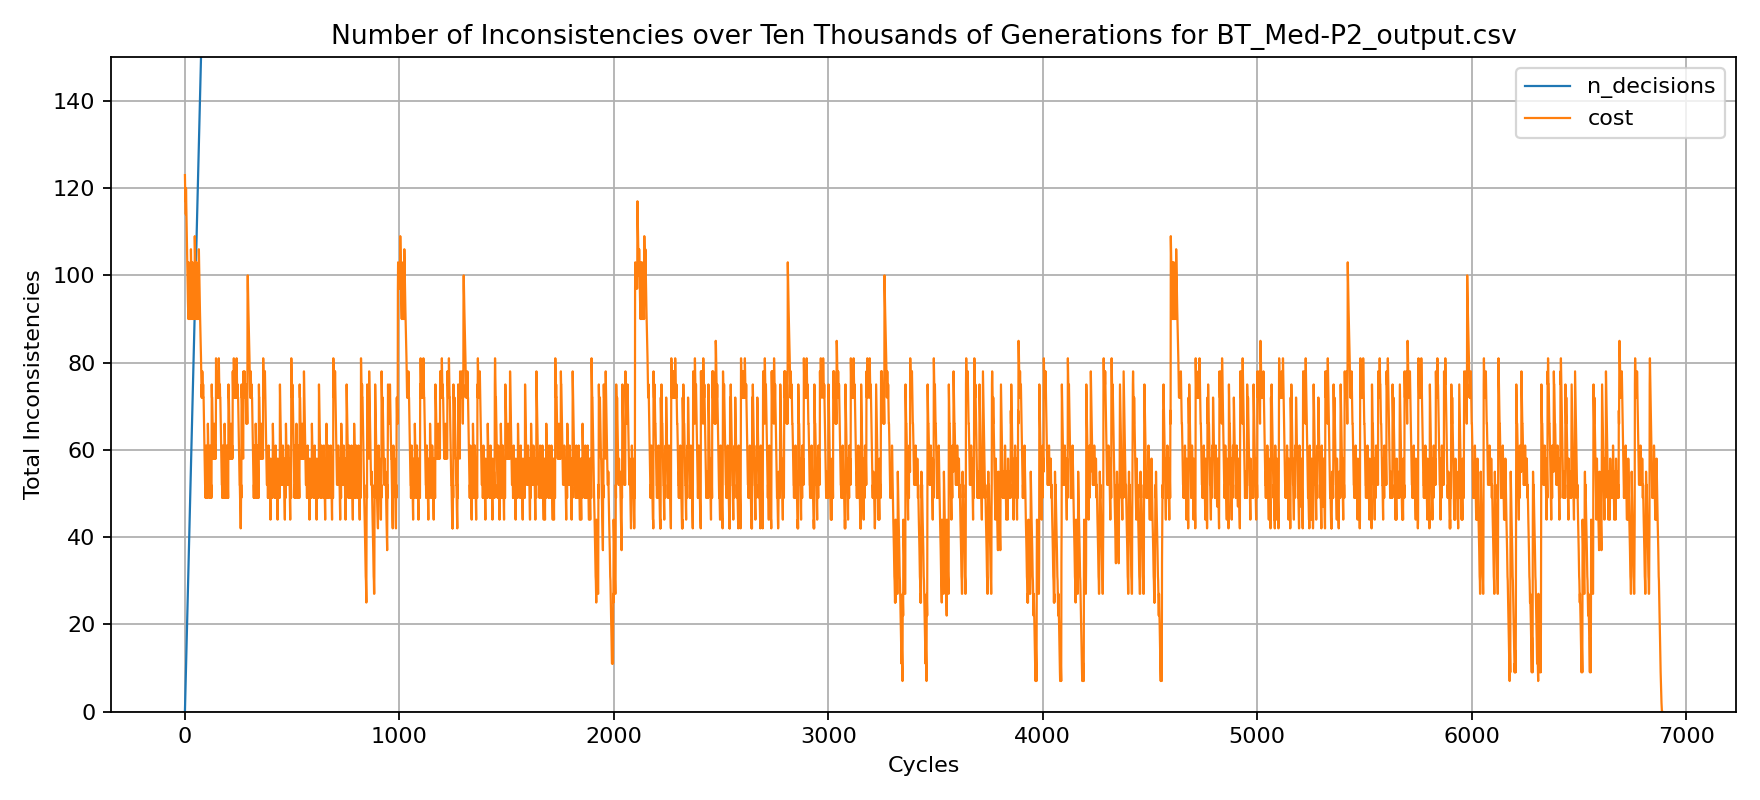 Number of Inconsistencies over Ten Thousands of Generations for BT_Med-P2_output.csv
n_decisions
cost
Total Inconsistencies
140
120
100
80
60
40
20
0
0 1000 2000 3000 4000 5000 6000 7000
Cycles